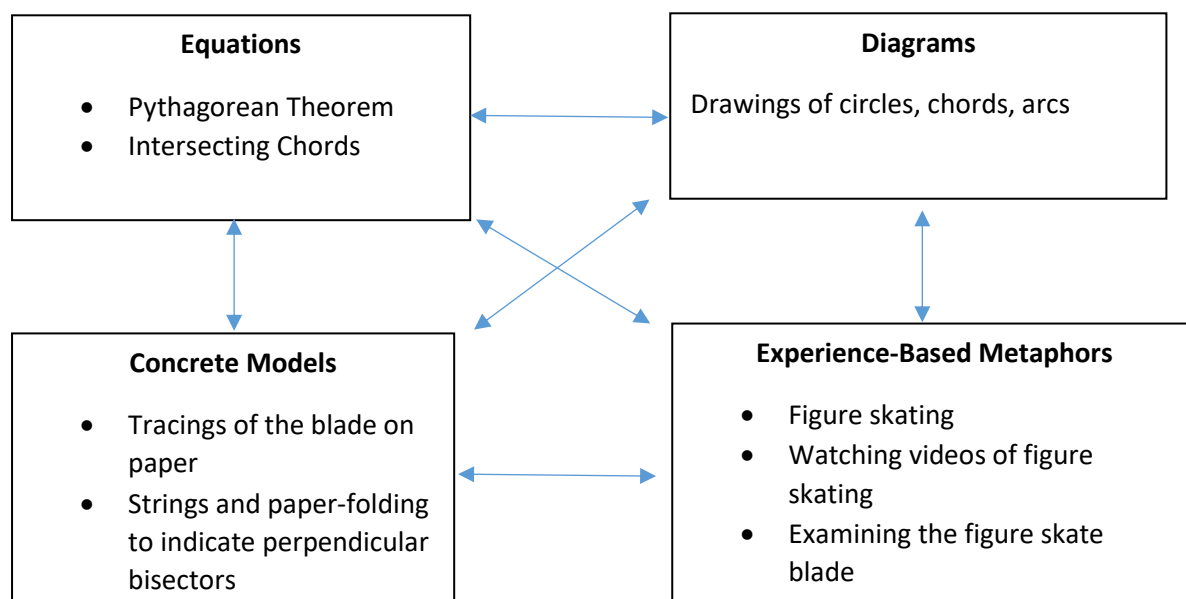 Equations
• Pythagorean Theorem
• Intersecting Chords
Diagrams
Drawings of circles, chords, arcs
Concrete Models
• Tracings of the blade on
paper
• Strings and paper-folding
to indicate perpendicular
bisectors
Experience-Based Metaphors
• Figure skating
• Watching videos of figure
skating
• Examining the figure skate
blade